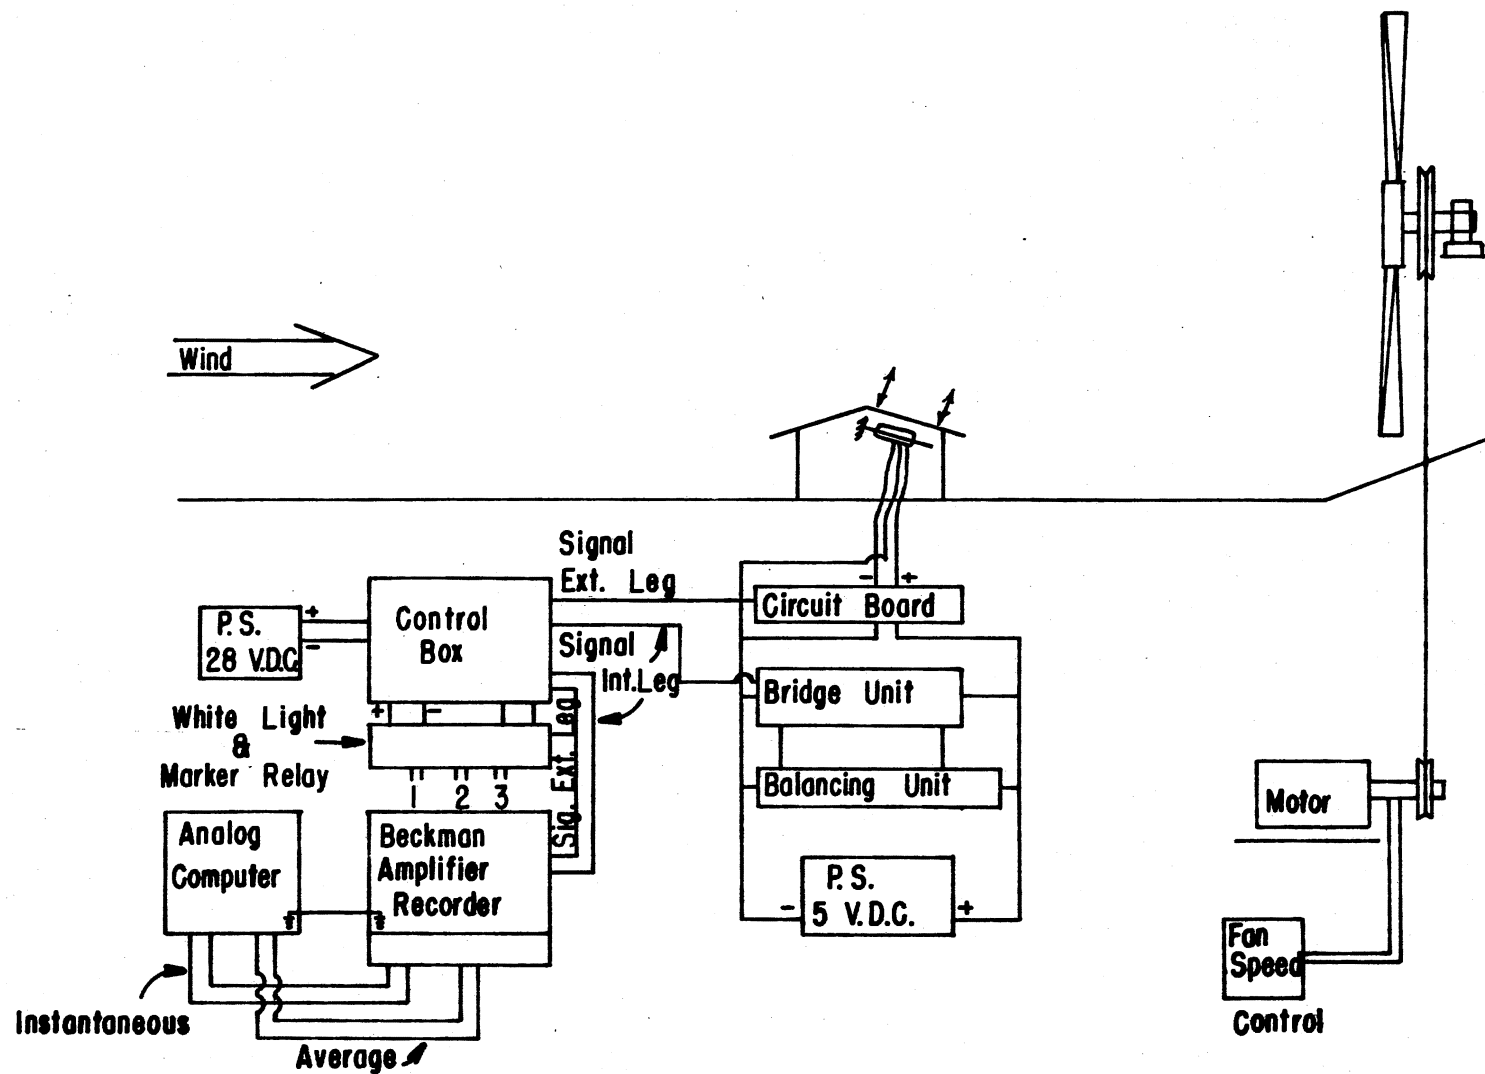 Wind
Signal
Ext. Leg
- +
Circuit Board
P. S.
28 V.D.C.
+
-
Control
Box
Signal
Int. Leg
Bridge Unit
+ -
White Light
&
Marker Relay
1 2 3
Sig. Ext. Leg
Balancing Unit
Motor
Analog
Computer
Beckman
Amplifier
Recorder
P. S.
5 V.D.C.
- +
Fan
Speed
Control
Instantaneous
Average